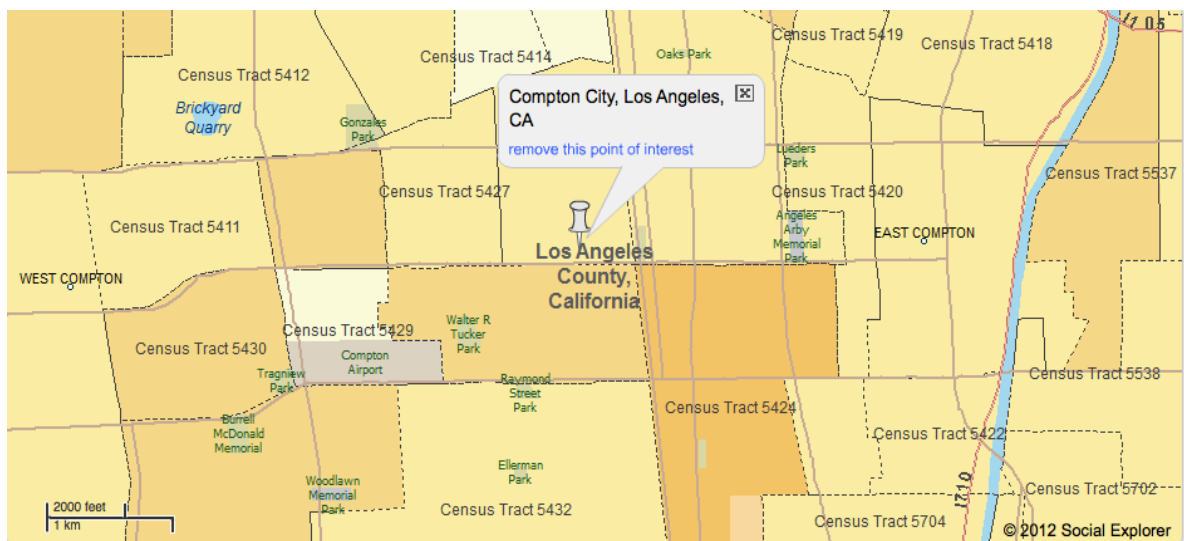 Census Tract 5419
Census Tract 5418
I1 05
Census Tract 5414
Oaks Park
Census Tract 5412
Brickyard
Quarry
Gonzales
Park
Compton City, Los Angeles,
CA
remove this point of interest
Lueders
Park
Census Tract 5537
Census Tract 5427
Census Tract 5420
Census Tract 5411
Angeles
Arby
Memorial
Park
EAST COMPTON
WEST COMPTON
Los Angeles
County,
California
Census Tract 5429
Census Tract 5430
Walter R
Tucker
Park
Compton
Airport
Tragniew
Park
Raymond
Street
Park
Census Tract 5538
Census Tract 5424
Burrell
McDonald
Memorial
Census Tract 5422
Ellerman
Park
Woodlawn
Memorial
Park
I710
Census Tract 5702
Census Tract 5432
Census Tract 5704
2000 feet
1 km
© 2012 Social Explorer